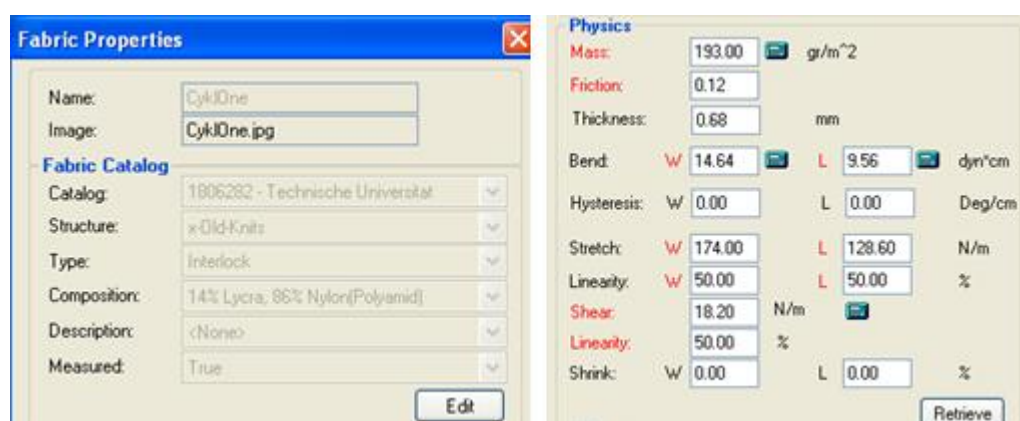 Fabric Properties
Name: CyklOne
Image: CyklOne.jpg
Fabric Catalog
Catalog: 1806282 - Technische Universitat
Structure: x-Old-Knits
Type: Interlock
Composition: 14% Lycra, 86% Nylon(Polyamid)
Description: <None>
Measured: True
Edit
Physics
Mass: 193.00 gr/m^2
Friction: 0.12
Thickness: 0.68 mm
Bend: W 14.64 L 9.56 dyn*cm
Hysteresis: W 0.00 L 0.00 Deg/cm
Stretch: W 174.00 L 128.60 N/m
Linearity: W 50.00 L 50.00 %
Shear: 18.20 N/m
Linearity: 50.00 %
Shrink: W 0.00 L 0.00 %
Retrieve